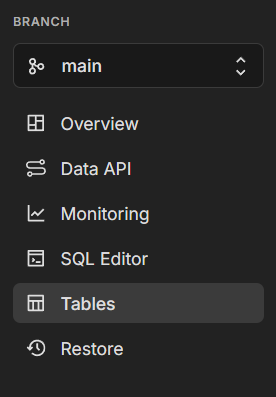 BRANCH
main
Overview
Data API
Monitoring
SQL Editor
Tables
Restore